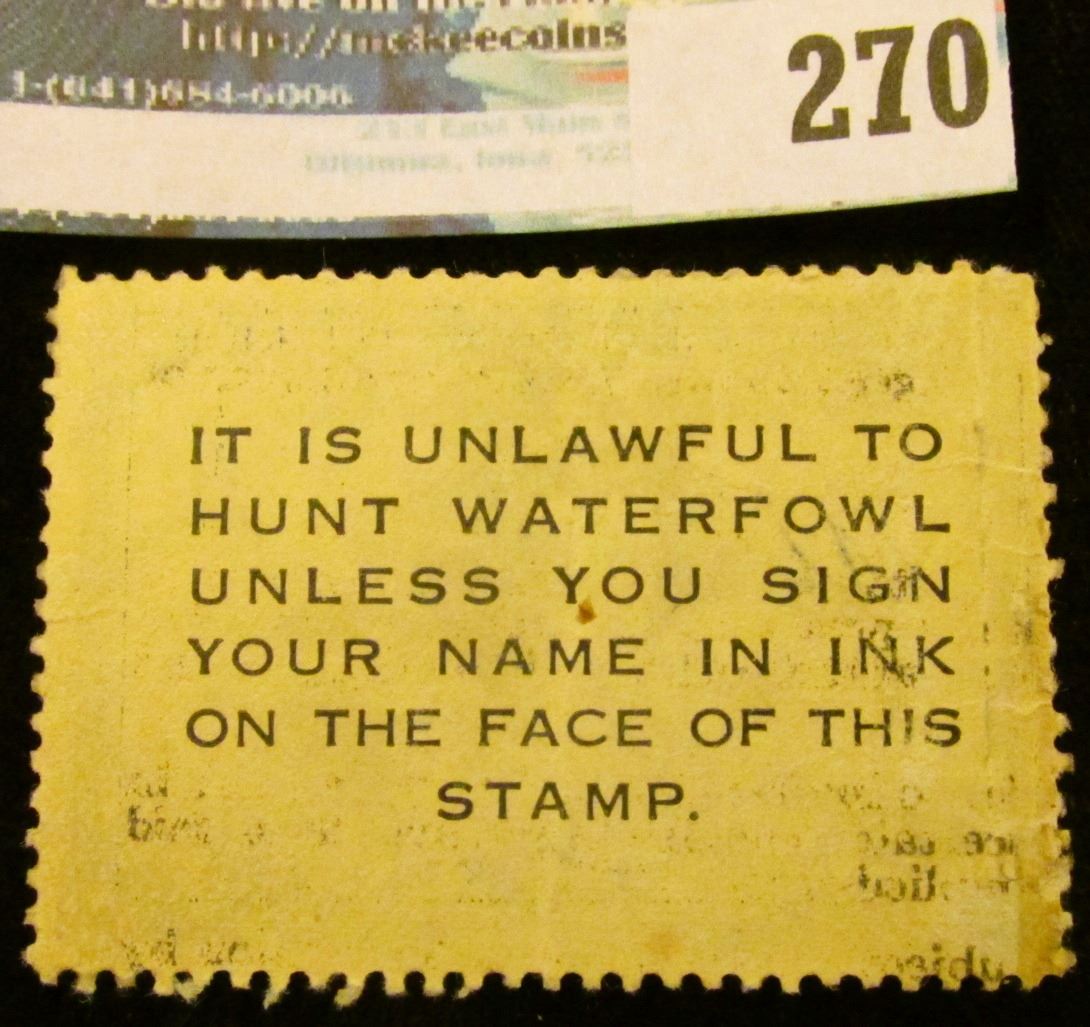 http://mckeecoins
270
1-(641)684-6006
IT IS UNLAWFUL TO
HUNT WATERFOWL
UNLESS YOU SIGN
YOUR NAME IN INK
ON THE FACE OF THIS
STAMP.